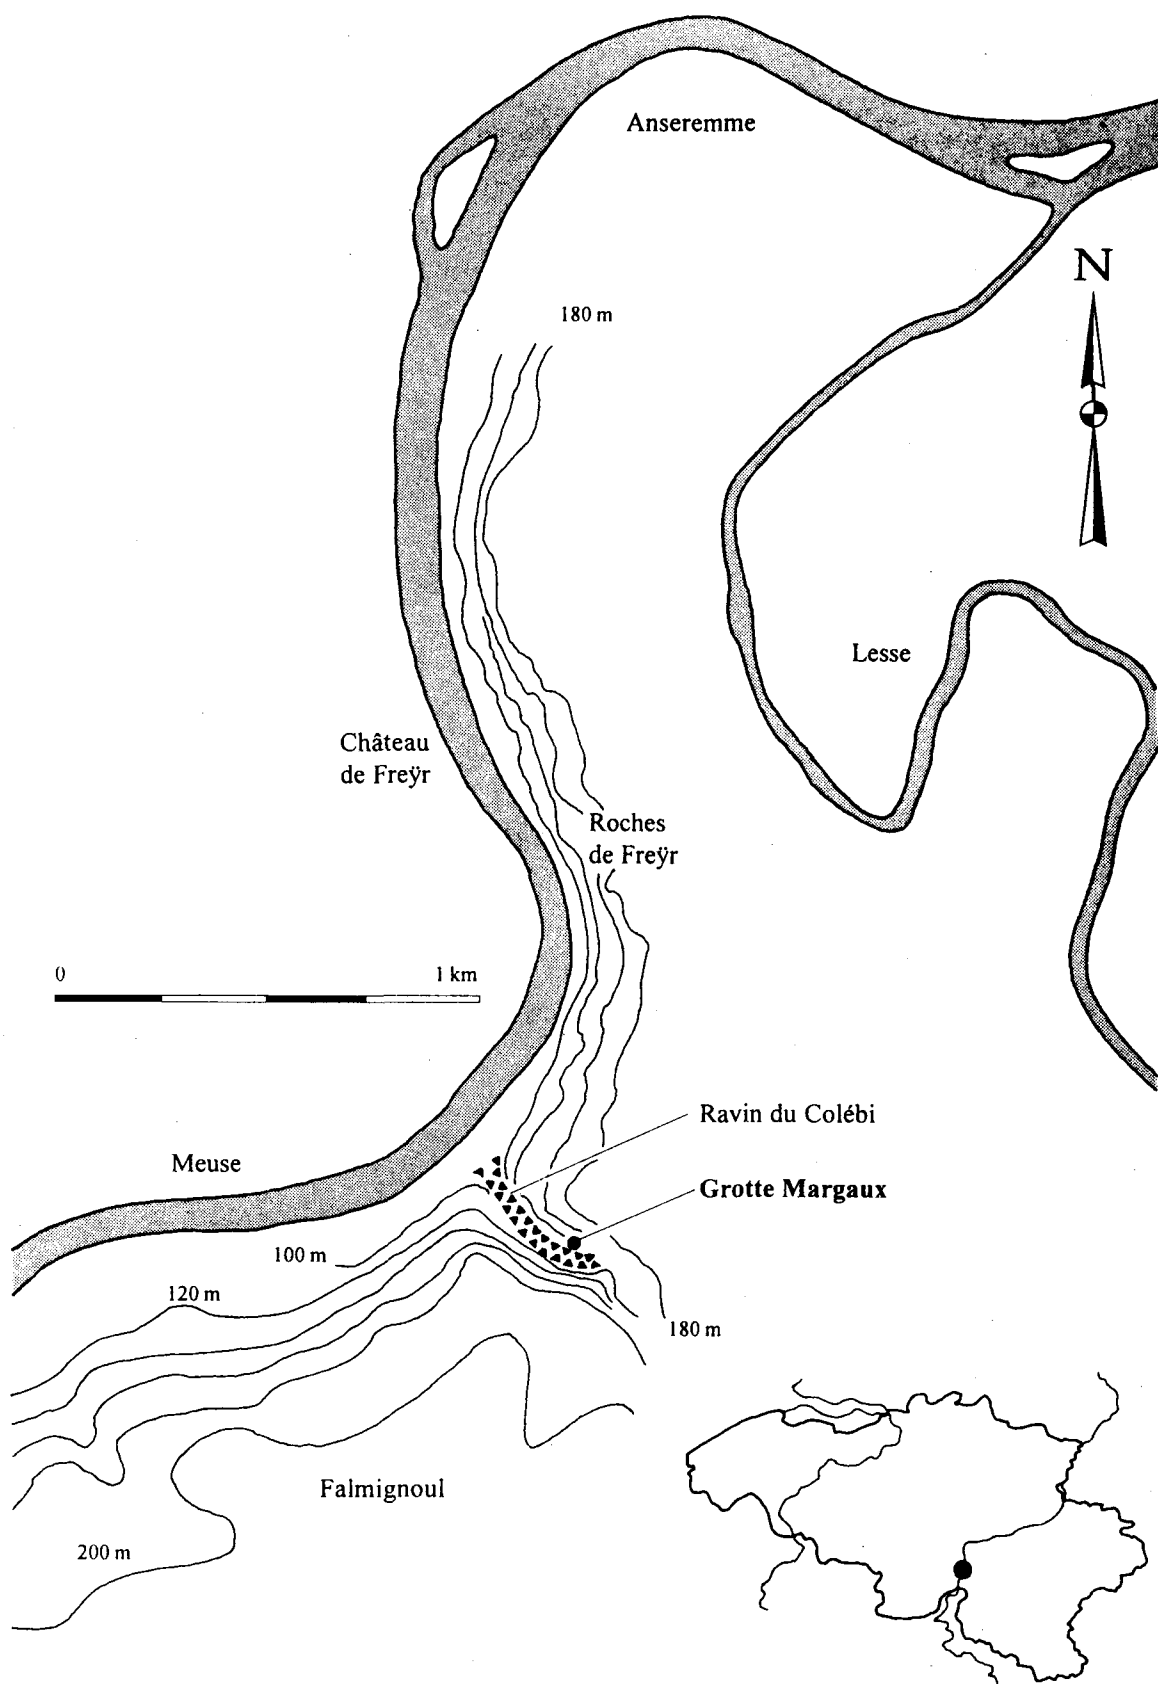 Anseremme
N
180 m
Lesse
Château
de Freÿr
Roches
de Freÿr
0 1 km
Ravin du Colébi
Meuse
Grotte Margaux
100 m
120 m
180 m
Falmignoul
200 m